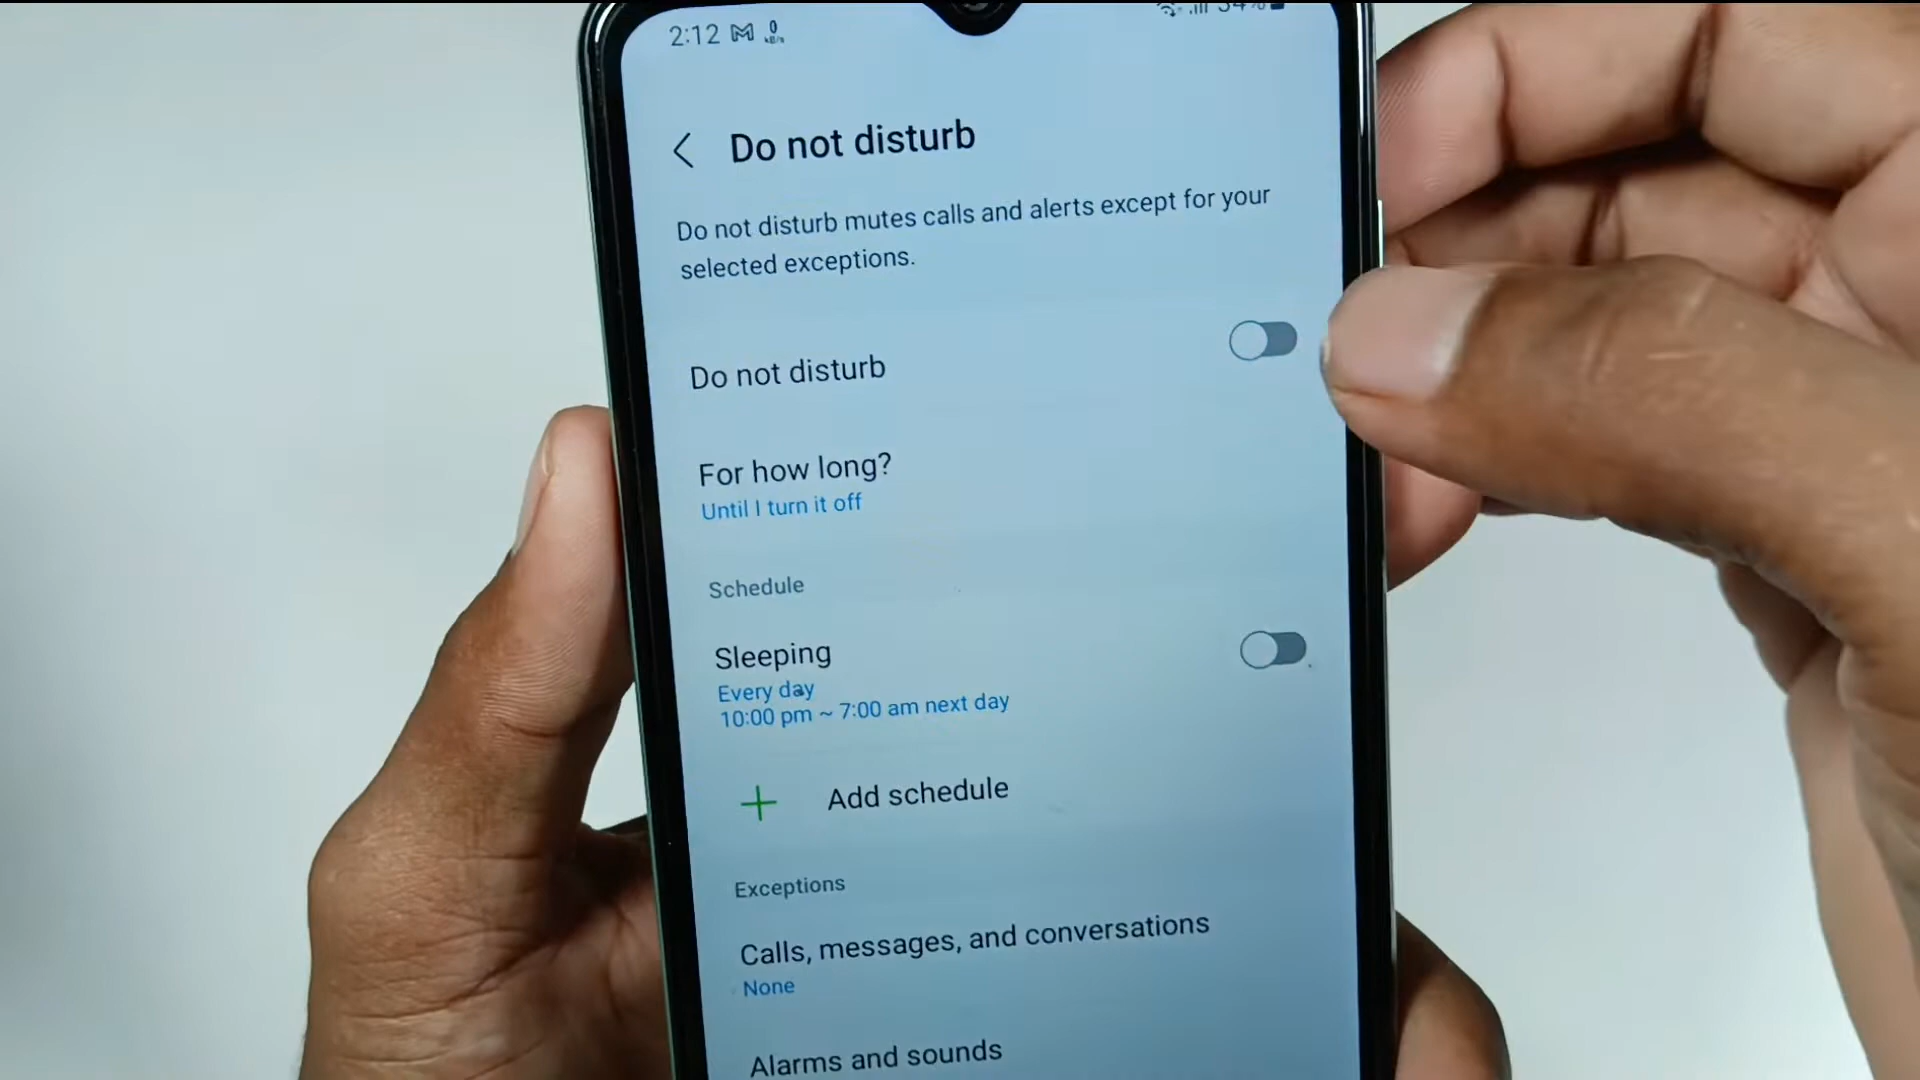 2:12
Do not disturb
Do not disturb mutes calls and alerts except for your
selected exceptions.
Do not disturb
For how long?
Until I turn it off
Schedule
Sleeping
Every day
10:00 pm ~ 7:00 am next day
Add schedule
Exceptions
Calls, messages, and conversations
None
Alarms and sounds